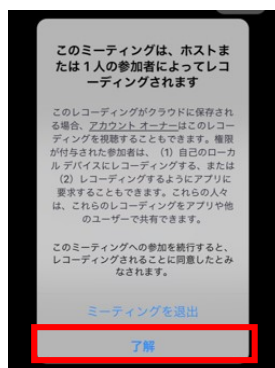 このミーティングは、ホストま
たは1人の参加者によってレコ
ーディングされます
このレコーディングがクラウドに保存され
る場合、アカウント オーナーはこのレコー
ディングを視聴することもできます。権限
が付与された参加者は、（1）自己のローカ
ル デバイスにレコーディングする、または
（2）レコーディングするようにアプリに
要求することもできます。これらの人々
は、これらのレコーディングをアプリや他
のユーザーで共有できます。
このミーティングへの参加を続行すると、
レコーディングされることに同意したとみ
なされます。
ミーティングを退出
了解